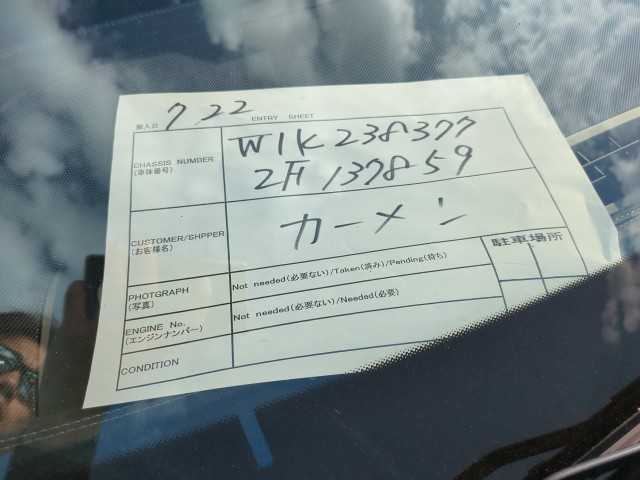 搬入日 7 22 ENTRY SHEET
CHASSIS NUMBER
(車体番号)
W1K238377
2F137859
CUSTOMER/SHPPER
(お客様名)
カーメン
PHOTGRAPH
(写真)
Not needed(必要ない)/Taken(済み)/Pending(待ち)
駐車場所
ENGINE No.
(エンジンナンバー)
Not needed(必要ない)/Needed(必要)
CONDITION